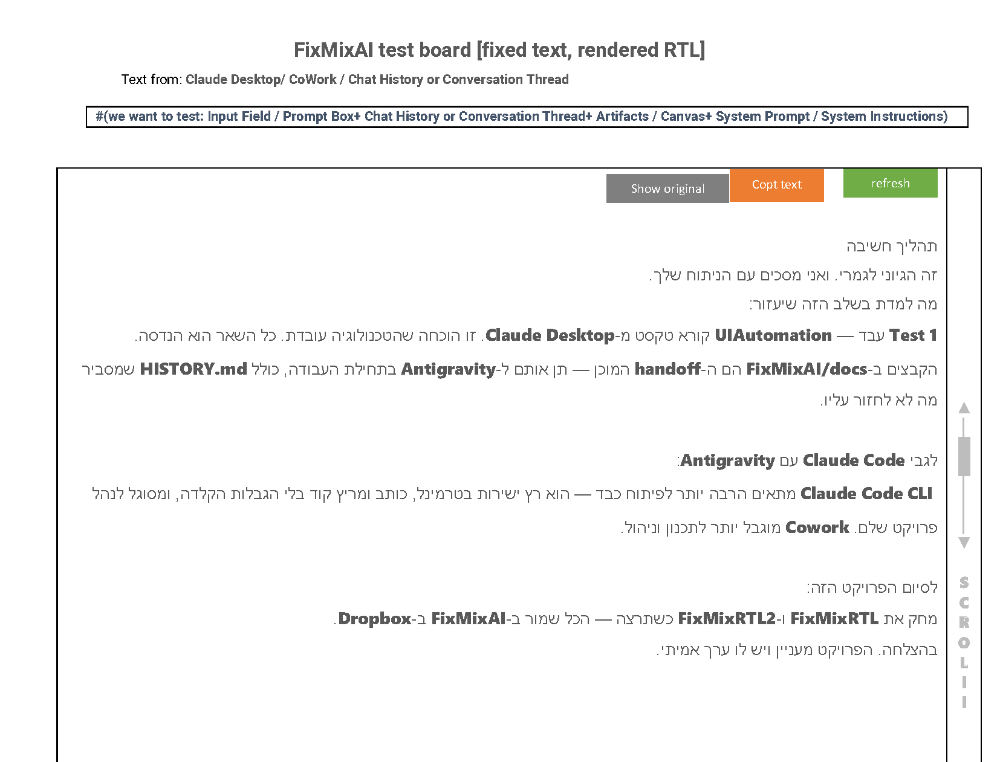 FixMixAI test board [fixed text, rendered RTL]
Text from: Claude Desktop/ CoWork / Chat History or Conversation Thread
#(we want to test: Input Field / Prompt Box+ Chat History or Conversation Thread+ Artifacts / Canvas+ System Prompt / System Instructions)
Show original
Copt text
refresh
תהליך חשיבה
זה הגיוני לגמרי. ואני מסכים עם הניתוח שלך.
מה למדת בשלב הזה שיעזור:
Test 1 עבד — UIAutomation קורא טקסט מ-Claude Desktop. זו הוכחה שהטכנולוגיה עובדת. כל השאר הוא הנדסה.
הקבצים ב-FixMixAI/docs הם ה-handoff המוכן — תן אותם ל-Antigravity בתחילת העבודה, כולל HISTORY.md שמסביר
מה לא לחזור עליו.
לגבי Claude Code עם Antigravity:
Claude Code CLI מתאים הרבה יותר לפיתוח כבד — הוא רץ ישירות בטרמינל, כותב ומריץ קוד בלי הגבלות הקלדה, ומסוגל לנהל
פרויקט שלם. Cowork מוגבל יותר לתכנון וניהול.
לסיום הפרויקט הזה:
מחק את FixMixRTL ו-FixMixRTL2 כשתרצה — הכל שמור ב-FixMixAI ב-Dropbox.
בהצלחה. הפרויקט מעניין ויש לו ערך אמיתי.
S
C
R
O
L
I
I